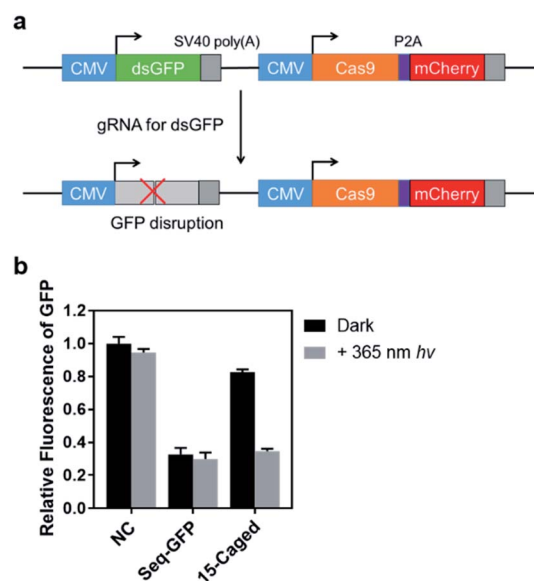 a
SV40 poly(A)
P2A
CMV
dsGFP
CMV
Cas9
mCherry
gRNA for dsGFP
CMV
CMV
Cas9
mCherry
GFP disruption
b
Relative Fluorescence of GFP
1.2
1.0
0.8
0.6
0.4
0.2
0.0
NC
Seq-GFP
15-Caged
Dark
+ 365 nm hv